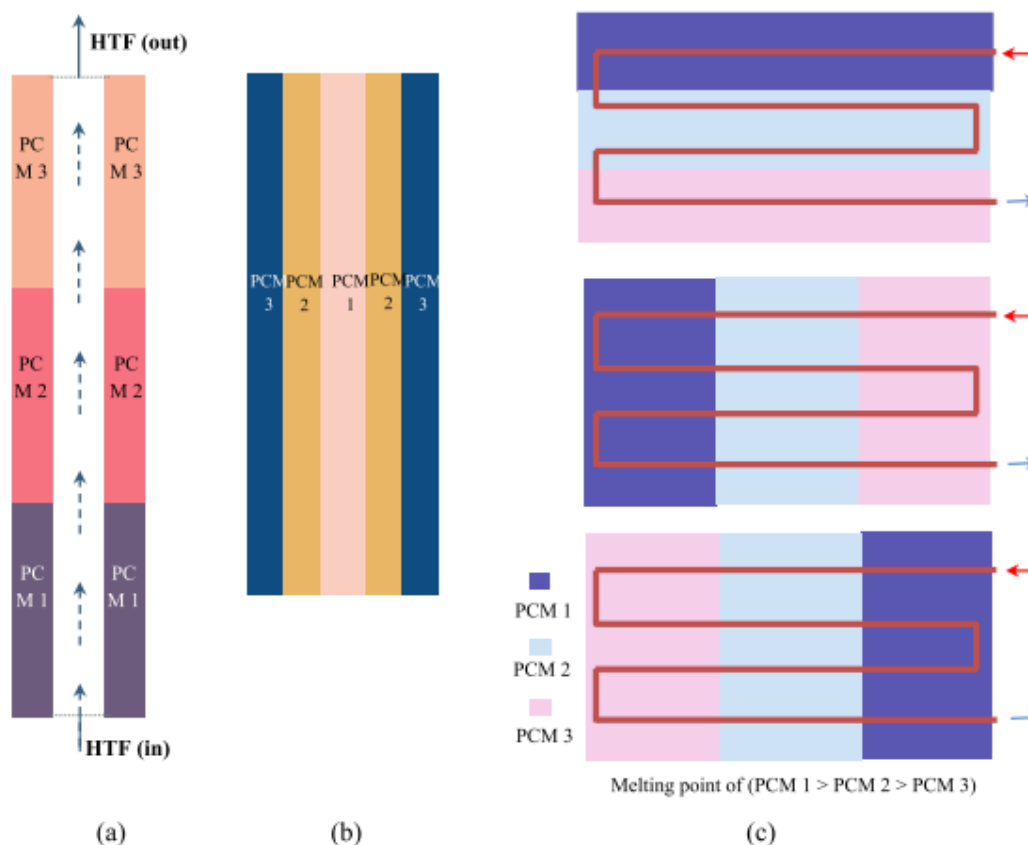 HTF (out)
PC
M 3
PC
M 3
PC
M 2
PC
M 2
PC
M 1
PC
M 1
HTF (in)
(a)
PCM
3
PCM
2
PCM
1
PCM
2
PCM
3
(b)
PCM 1
PCM 2
PCM 3
Melting point of (PCM 1 > PCM 2 > PCM 3)
(c)